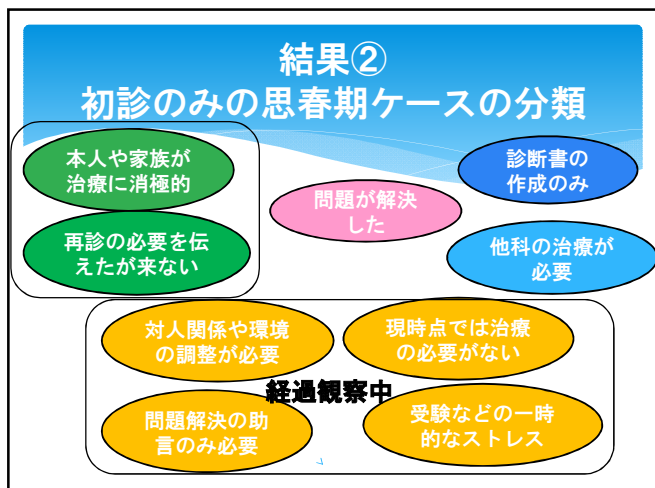 結果②
初診のみの思春期ケースの分類
本人や家族が
治療に消極的
再診の必要を伝
えたが来ない
問題が解決
した
診断書の
作成のみ
他科の治療が
必要
対人関係や環境
の調整が必要
現時点では治療
の必要がない
経過観察中
問題解決の助
言のみ必要
受験などの一時
的なストレス
7